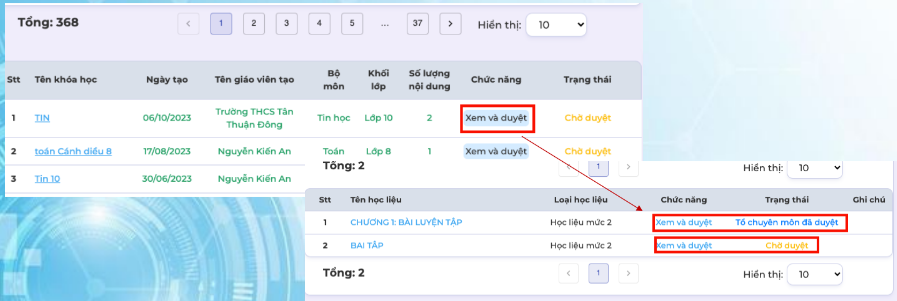 Tổng: 368
1 2 3 4 5 ... 37
Hiển thị: 10
Stt Tên khóa học Ngày tạo Tên giáo viên tạo Bộ môn Khối lớp Số lượng nội dung Chức năng Trạng thái
1 TIN 06/10/2023 Trường THCS Tân Thuận Đông Tin học Lớp 10 2 Xem và duyệt Chờ duyệt
2 toán Cánh diều 8 17/08/2023 Nguyễn Kiến An Toán Lớp 8 1 Xem và duyệt Chờ duyệt
3 Tin 10 30/06/2023 Nguyễn Kiến An
Tổng: 2
1
Hiển thị: 10
Stt Tên học liệu Loại học liệu Chức năng Trạng thái Ghi chú
1 CHƯƠNG 1: BÀI LUYỆN TẬP Học liệu mức 2 Xem và duyệt Tổ chuyên môn đã duyệt
2 BAI TÂP Học liệu mức 2 Xem và duyệt Chờ duyệt
Tổng: 2
1
Hiển thị: 10